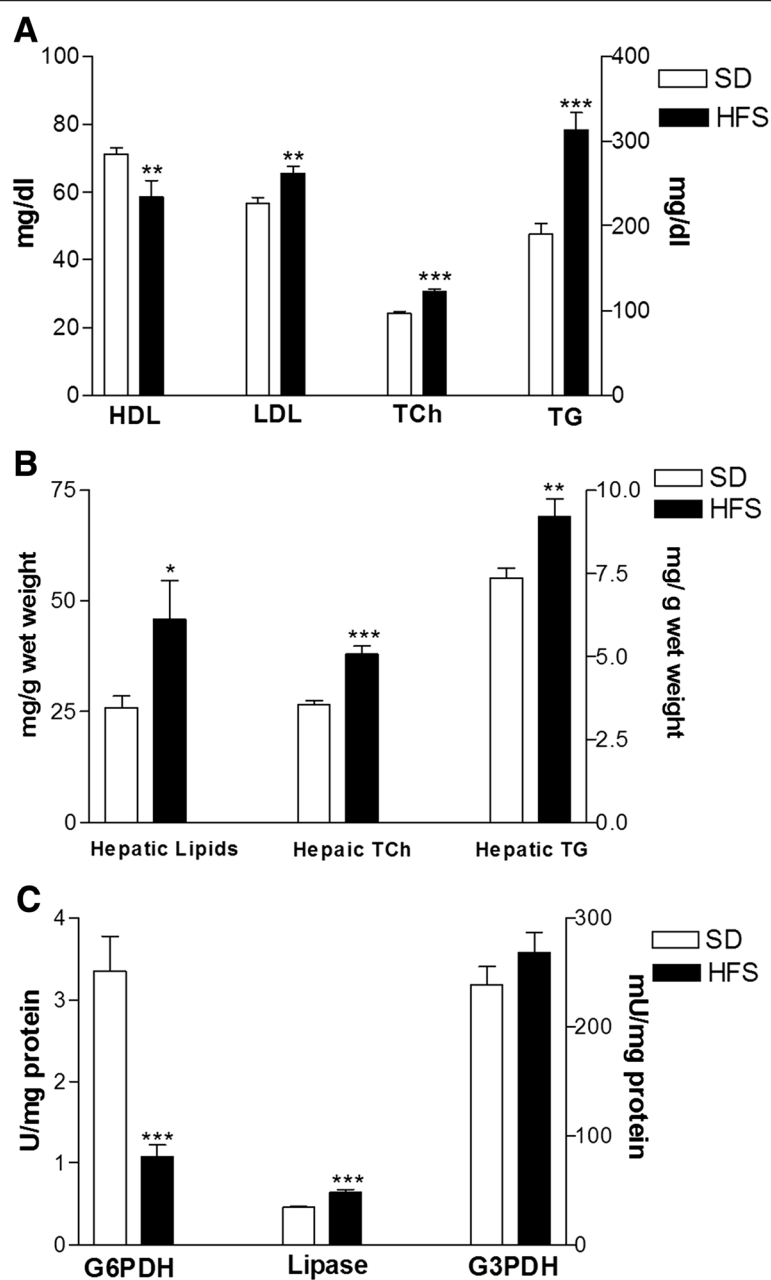 A
100
80
60
40
20
0
mg/dl
**
**
***
***
400
300
200
100
0
mg/dl
SD
HFS
HDL LDL TCh TG
B
75
50
25
0
mg/g wet weight
*
***
**
10.0
7.5
5.0
2.5
0.0
mg/ g wet weight
SD
HFS
Hepatic Lipids Hepaic TCh Hepatic TG
C
4
3
2
1
0
U/mg protein
***
***
300
200
100
0
mU/mg protein
SD
HFS
G6PDH Lipase G3PDH